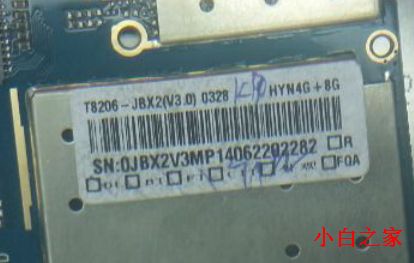 T8206-JBX2(V3.0) 0328 HYN4G+8G
SN:0JBX2V3MP14062202282
R
FQA
小白之家